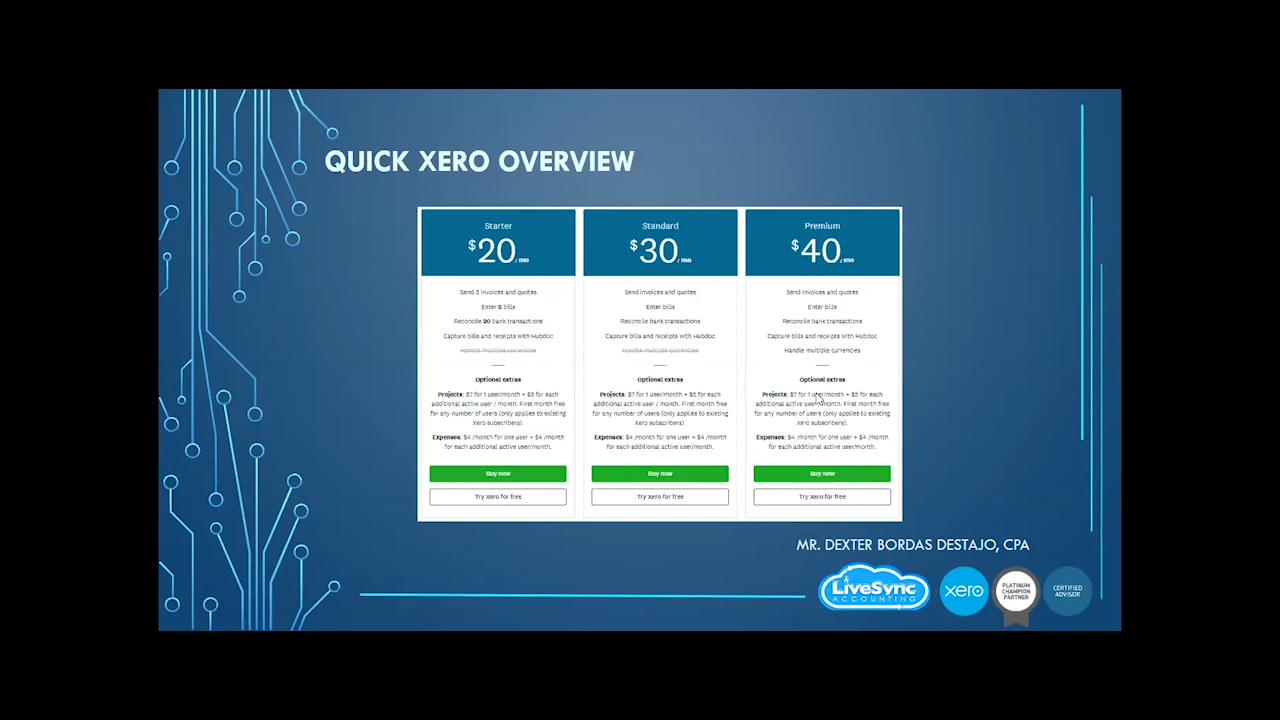 QUICK XERO OVERVIEW
Starter
$20/ mo
Send 5 invoices and quotes
Enter 5 bills
Reconcile 20 bank transactions
Capture bills and receipts with Hubdoc
Handle multiple currencies
Optional extras
Projects: $7 for 1 user/month + $5 for each
additional active user / month. First month free
for any number of users (only applies to existing
Xero subscribers).
Expenses: $4 /month for one user + $4 /month
for each additional active user/month.
Buy now
Try Xero for free
Standard
$30/ mo
Send invoices and quotes
Enter bills
Reconcile bank transactions
Capture bills and receipts with Hubdoc
Handle multiple currencies
Optional extras
Projects: $7 for 1 user/month + $5 for each
additional active user / month. First month free
for any number of users (only applies to existing
Xero subscribers).
Expenses: $4 /month for one user + $4 /month
for each additional active user/month.
Buy now
Try Xero for free
Premium
$40/ mo
Send invoices and quotes
Enter bills
Reconcile bank transactions
Capture bills and receipts with Hubdoc
Handle multiple currencies
Optional extras
Projects: $7 for 1 user/month + $5 for each
additional active user/month. First month free
for any number of users (only applies to existing
Xero subscribers).
Expenses: $4 /month for one user + $4 /month
for each additional active user/month.
Buy now
Try Xero for free
MR. DEXTER BORDAS DESTAJO, CPA
LiveSync
ACCOUNTING
xero
PLATINUM
CHAMPION
PARTNER
CERTIFIED
ADVISOR